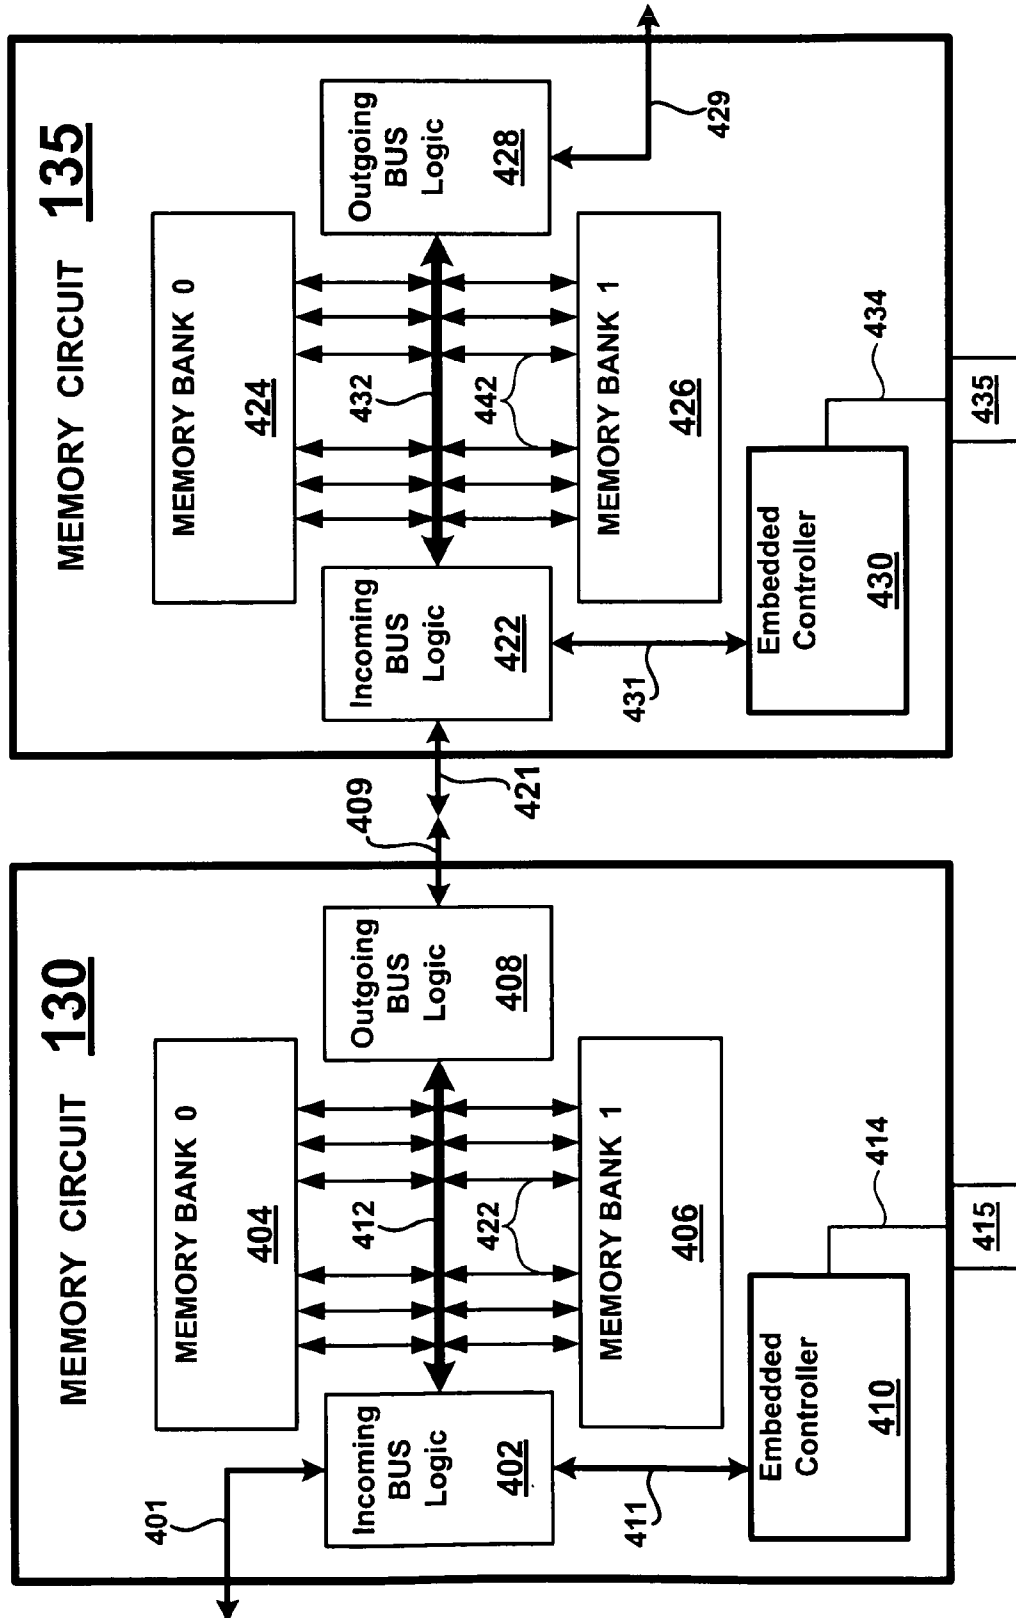 MEMORY CIRCUIT 130
MEMORY BANK 0
404
401
Incoming
BUS
Logic
402
412
422
Outgoing
BUS
Logic
408
409
MEMORY BANK 1
406
411
Embedded
Controller
410
414
415
MEMORY CIRCUIT 135
MEMORY BANK 0
424
421
Incoming
BUS
Logic
422
432
442
Outgoing
BUS
Logic
428
429
MEMORY BANK 1
426
431
Embedded
Controller
430
434
435